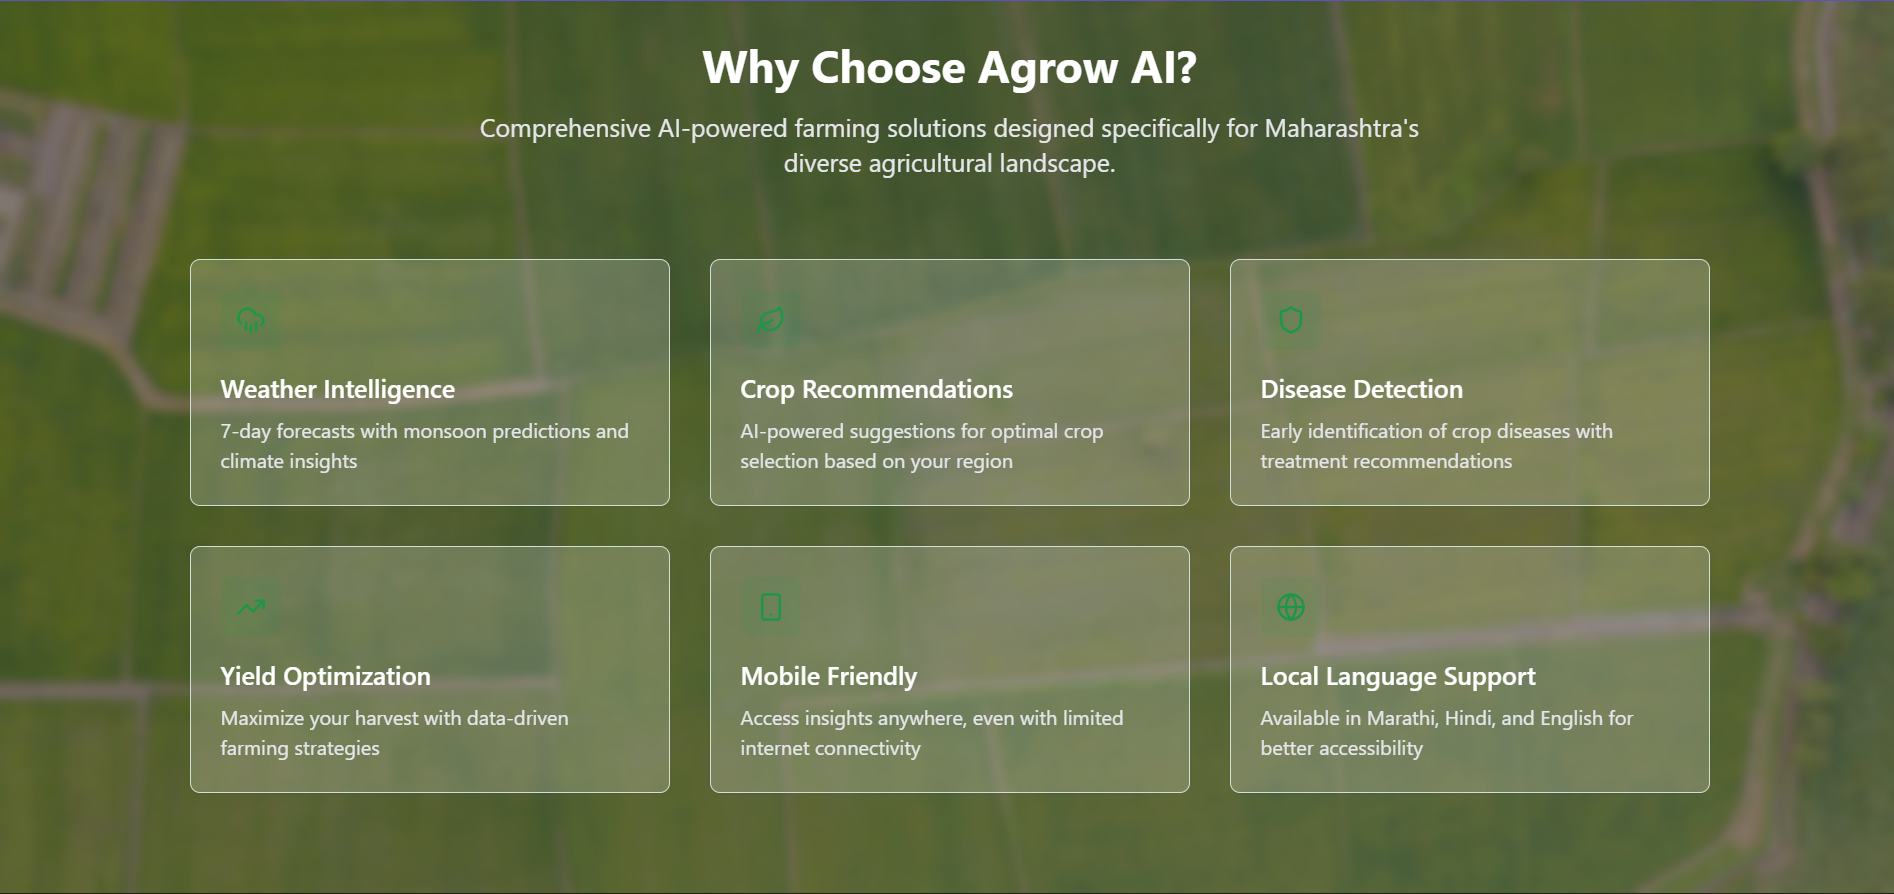 Why Choose Agrow AI?
Comprehensive AI-powered farming solutions designed specifically for Maharashtra's
diverse agricultural landscape.
Weather Intelligence
7-day forecasts with monsoon predictions and
climate insights
Crop Recommendations
AI-powered suggestions for optimal crop
selection based on your region
Disease Detection
Early identification of crop diseases with
treatment recommendations
Yield Optimization
Maximize your harvest with data-driven
farming strategies
Mobile Friendly
Access insights anywhere, even with limited
internet connectivity
Local Language Support
Available in Marathi, Hindi, and English for
better accessibility